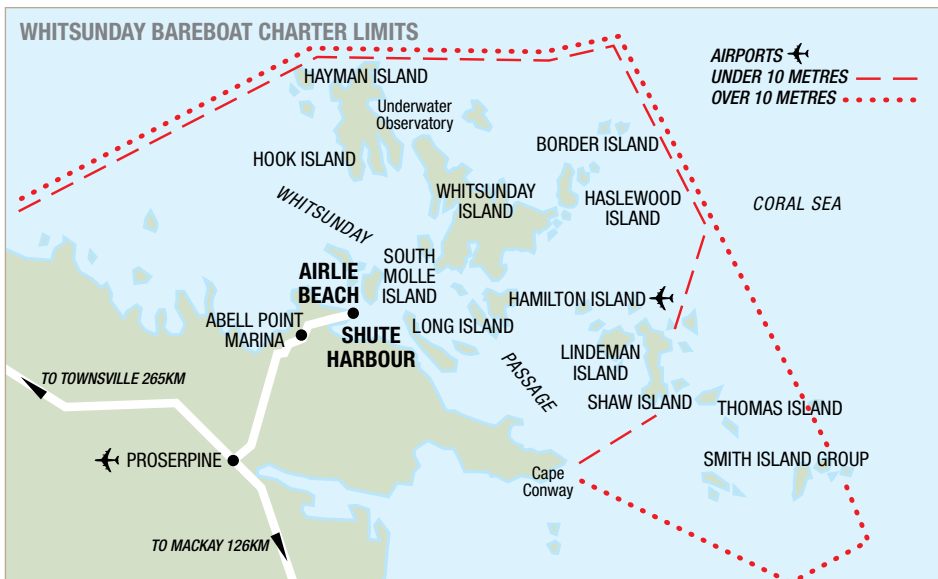 WHITSUNDAY BAREBOAT CHARTER LIMITS
AIRPORTS
UNDER 10 METRES
OVER 10 METRES
HAYMAN ISLAND
Underwater
Observatory
HOOK ISLAND
BORDER ISLAND
WHITSUNDAY
ISLAND
HASLEWOOD
ISLAND
CORAL SEA
WHITSUNDAY
SOUTH
MOLLE
ISLAND
AIRLIE
BEACH
HAMILTON ISLAND
ABELL POINT
MARINA
SHUTE
HARBOUR
LONG ISLAND
LINDEMAN
ISLAND
PASSAGE
TO TOWNSVILLE 265KM
SHAW ISLAND
THOMAS ISLAND
PROSERPINE
SMITH ISLAND GROUP
Cape
Conway
TO MACKAY 126KM